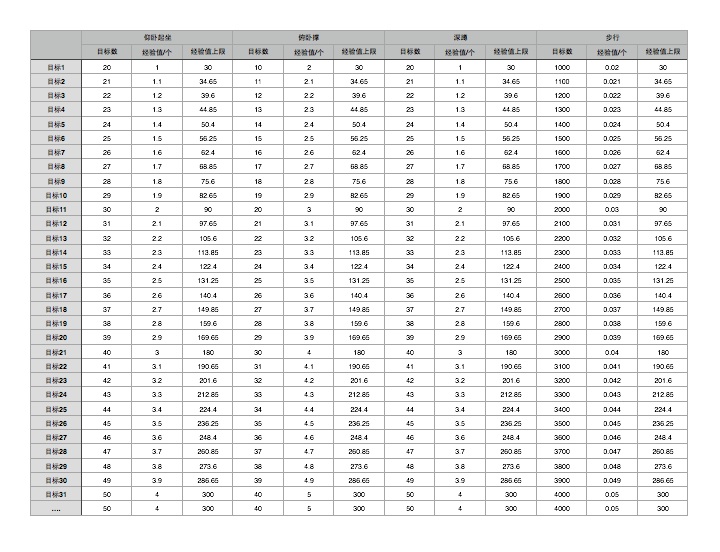 仰卧起坐 俯卧撑 深蹲 步行
目标数 经验值/个 经验值上限 目标数 经验值/个 经验值上限 目标数 经验值/个 经验值上限 目标数 经验值/个 经验值上限
目标1 20 1 30 10 2 30 20 1 30 1000 0.02 30
目标2 21 1.1 34.65 11 2.1 34.65 21 1.1 34.65 1100 0.021 34.65
目标3 22 1.2 39.6 12 2.2 39.6 22 1.2 39.6 1200 0.022 39.6
目标4 23 1.3 44.85 13 2.3 44.85 23 1.3 44.85 1300 0.023 44.85
目标5 24 1.4 50.4 14 2.4 50.4 24 1.4 50.4 1400 0.024 50.4
目标6 25 1.5 56.25 15 2.5 56.25 25 1.5 56.25 1500 0.025 56.25
目标7 26 1.6 62.4 16 2.6 62.4 26 1.6 62.4 1600 0.026 62.4
目标8 27 1.7 68.85 17 2.7 68.85 27 1.7 68.85 1700 0.027 68.85
目标9 28 1.8 75.6 18 2.8 75.6 28 1.8 75.6 1800 0.028 75.6
目标10 29 1.9 82.65 19 2.9 82.65 29 1.9 82.65 1900 0.029 82.65
目标11 30 2 90 20 3 90 30 2 90 2000 0.03 90
目标12 31 2.1 97.65 21 3.1 97.65 31 2.1 97.65 2100 0.031 97.65
目标13 32 2.2 105.6 22 3.2 105.6 32 2.2 105.6 2200 0.032 105.6
目标14 33 2.3 113.85 23 3.3 113.85 33 2.3 113.85 2300 0.033 113.85
目标15 34 2.4 122.4 24 3.4 122.4 34 2.4 122.4 2400 0.034 122.4
目标16 35 2.5 131.25 25 3.5 131.25 35 2.5 131.25 2500 0.035 131.25
目标17 36 2.6 140.4 26 3.6 140.4 36 2.6 140.4 2600 0.036 140.4
目标18 37 2.7 149.85 27 3.7 149.85 37 2.7 149.85 2700 0.037 149.85
目标19 38 2.8 159.6 28 3.8 159.6 38 2.8 159.6 2800 0.038 159.6
目标20 39 2.9 169.65 29 3.9 169.65 39 2.9 169.65 2900 0.039 169.65
目标21 40 3 180 30 4 180 40 3 180 3000 0.04 180
目标22 41 3.1 190.65 31 4.1 190.65 41 3.1 190.65 3100 0.041 190.65
目标23 42 3.2 201.6 32 4.2 201.6 42 3.2 201.6 3200 0.042 201.6
目标24 43 3.3 212.85 33 4.3 212.85 43 3.3 212.85 3300 0.043 212.85
目标25 44 3.4 224.4 34 4.4 224.4 44 3.4 224.4 3400 0.044 224.4
目标26 45 3.5 236.25 35 4.5 236.25 45 3.5 236.25 3500 0.045 236.25
目标27 46 3.6 248.4 36 4.6 248.4 46 3.6 248.4 3600 0.046 248.4
目标28 47 3.7 260.85 37 4.7 260.85 47 3.7 260.85 3700 0.047 260.85
目标29 48 3.8 273.6 38 4.8 273.6 48 3.8 273.6 3800 0.048 273.6
目标30 49 3.9 286.65 39 4.9 286.65 49 3.9 286.65 3900 0.049 286.65
目标31 50 4 300 40 5 300 50 4 300 4000 0.05 300
.... 50 4 300 40 5 300 50 4 300 4000 0.05 300